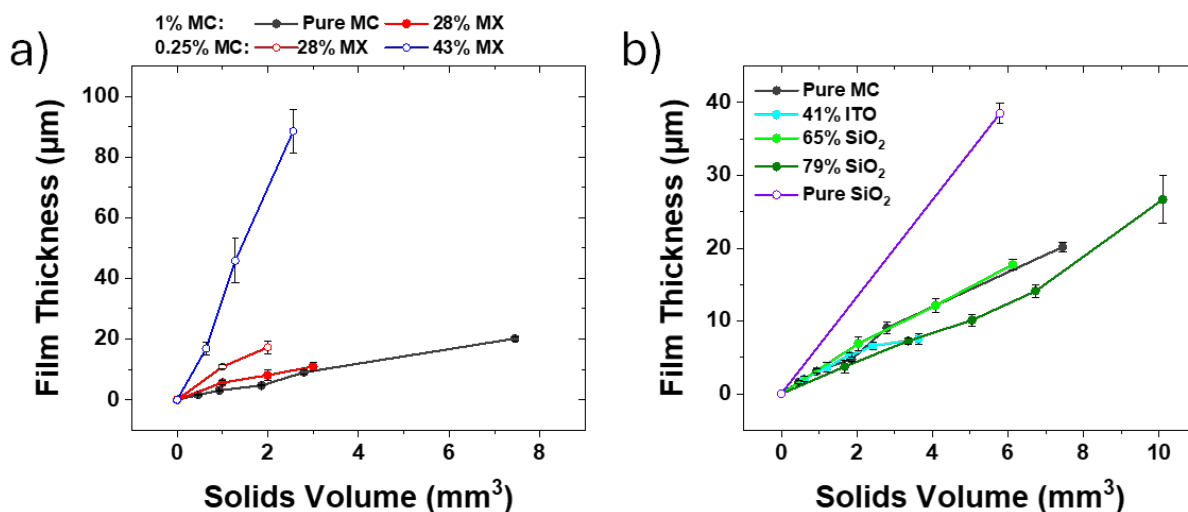 a)
1% MC: Pure MC 28% MX
0.25% MC: 28% MX 43% MX
100
80
60
40
20
0
Film Thickness (µm)
0 2 4 6 8
Solids Volume (mm³)
b)
Pure MC
41% ITO
65% SiO₂
79% SiO₂
Pure SiO₂
40
30
20
10
0
Film Thickness (µm)
0 2 4 6 8 10
Solids Volume (mm³)